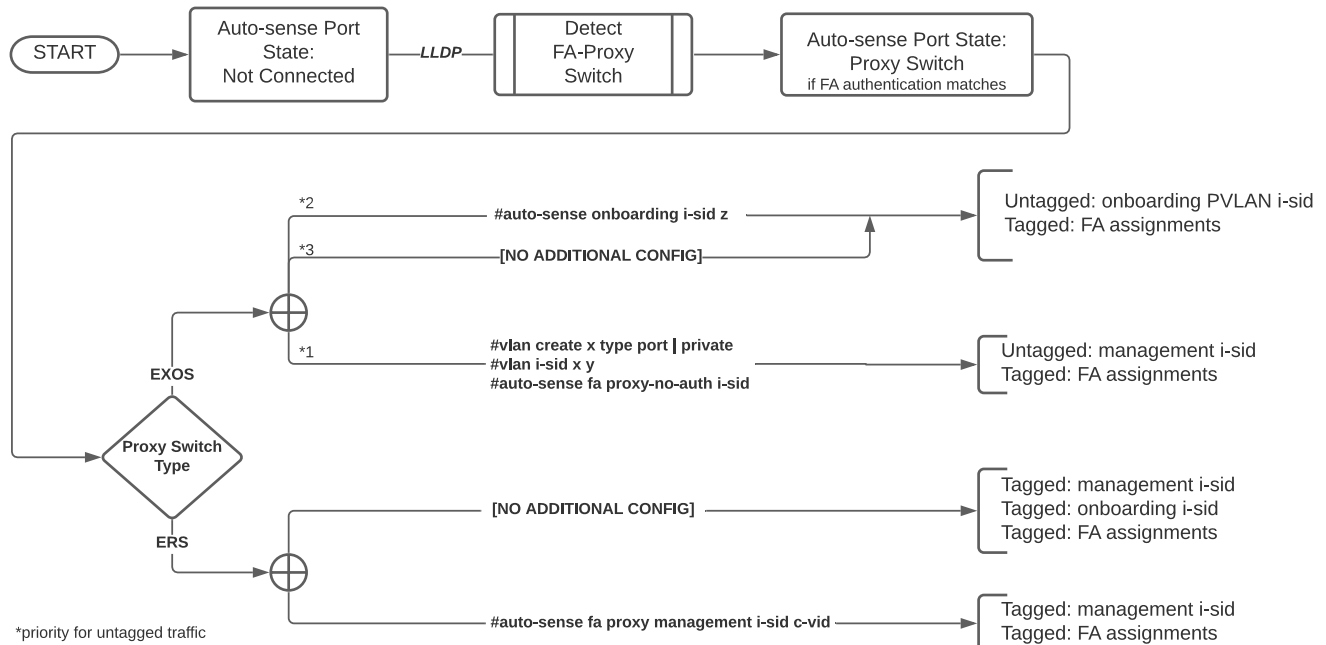 START
Auto-sense Port
State:
Not Connected
LLDP
Detect
FA-Proxy
Switch
Auto-sense Port State:
Proxy Switch
if FA authentication matches
*2
#auto-sense onboarding i-sid z
Untagged: onboarding PVLAN i-sid
Tagged: FA assignments
*3
[NO ADDITIONAL CONFIG]
*1
#vlan create x type port | private
#vlan i-sid x y
#auto-sense fa proxy-no-auth i-sid
Untagged: management i-sid
Tagged: FA assignments
EXOS
Proxy Switch
Type
ERS
[NO ADDITIONAL CONFIG]
Tagged: management i-sid
Tagged: onboarding i-sid
Tagged: FA assignments
#auto-sense fa proxy management i-sid c-vid
Tagged: management i-sid
Tagged: FA assignments
*priority for untagged traffic